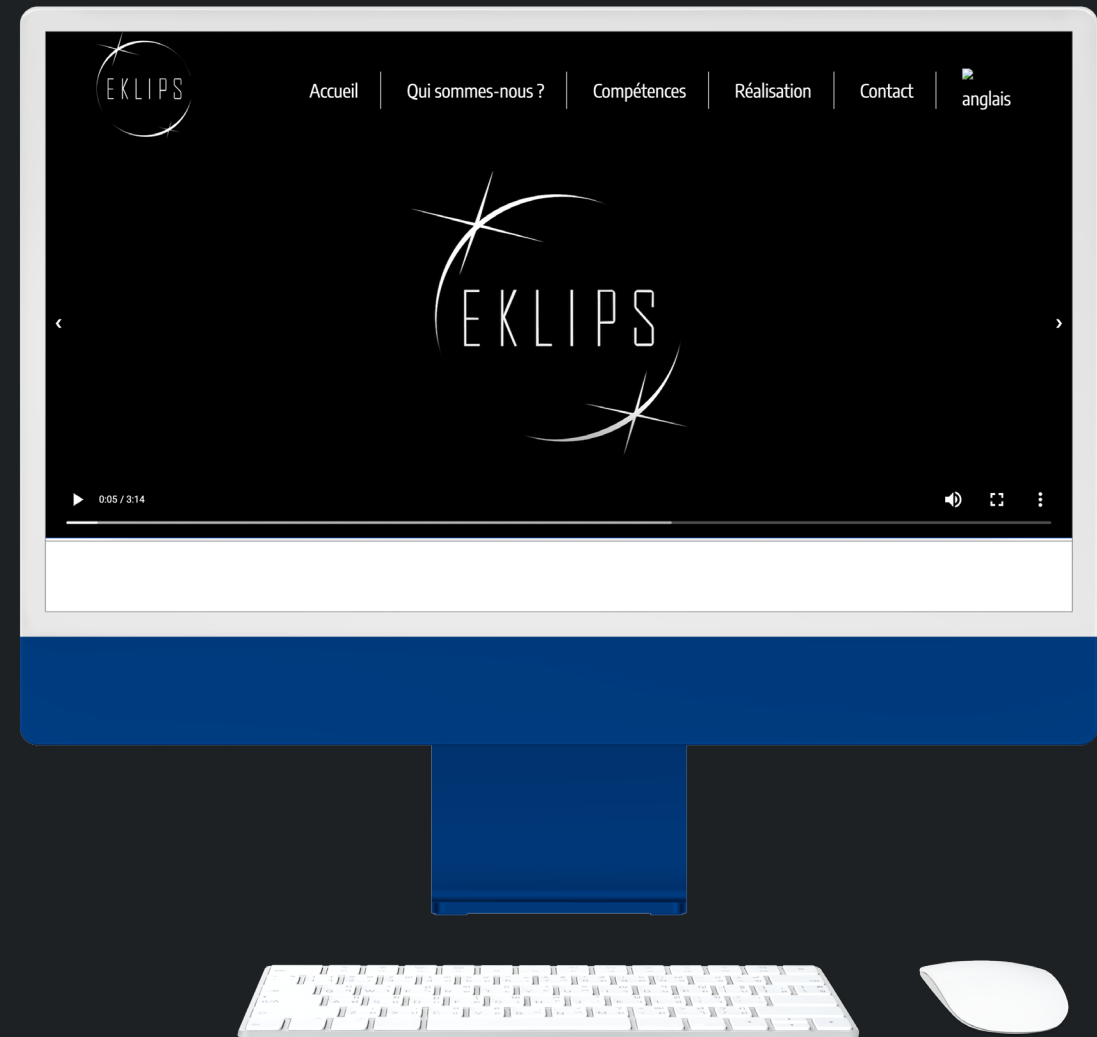 EKLIPS
Accueil
Qui sommes-nous ?
Compétences
Réalisation
Contact
anglais
EKLIPS
‹
›
0:05 / 3:14